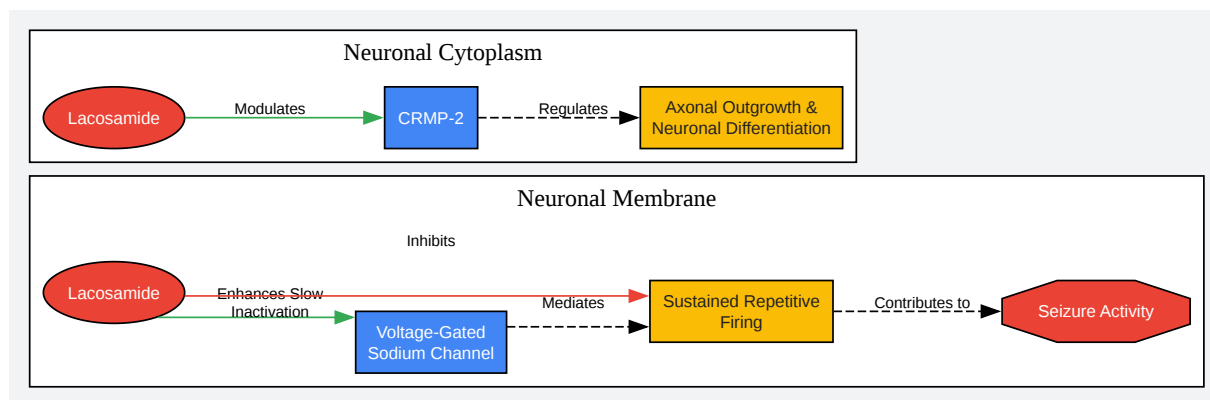 Neuronal Cytoplasm
Lacosamide
Modulates
CRMP-2
Regulates
Axonal Outgrowth &
Neuronal Differentiation
Neuronal Membrane
Inhibits
Lacosamide
Enhances Slow
Inactivation
Voltage-Gated
Sodium Channel
Mediates
Sustained Repetitive
Firing
Contributes to
Seizure Activity